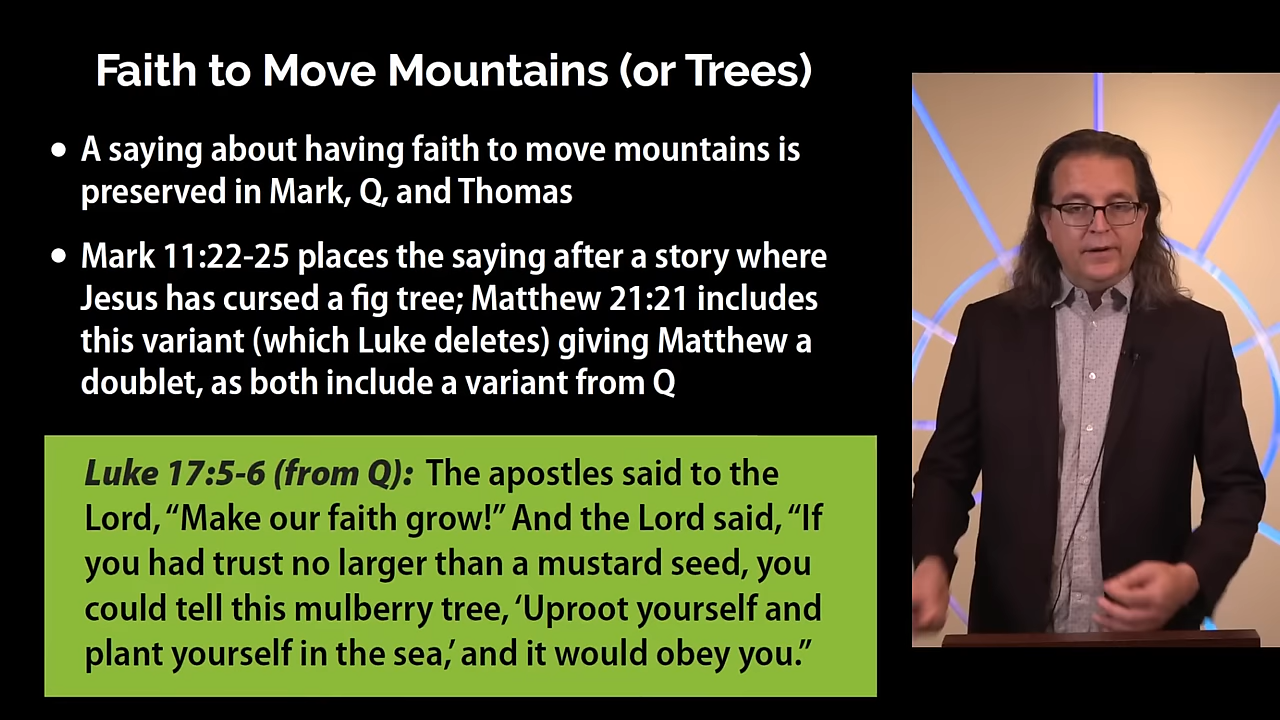 Faith to Move Mountains (or Trees)
• A saying about having faith to move mountains is
preserved in Mark, Q, and Thomas
• Mark 11:22-25 places the saying after a story where
Jesus has cursed a fig tree; Matthew 21:21 includes
this variant (which Luke deletes) giving Matthew a
doublet, as both include a variant from Q
Luke 17:5-6 (from Q): The apostles said to the
Lord, “Make our faith grow!” And the Lord said, “If
you had trust no larger than a mustard seed, you
could tell this mulberry tree, ‘Uproot yourself and
plant yourself in the sea,’ and it would obey you.”